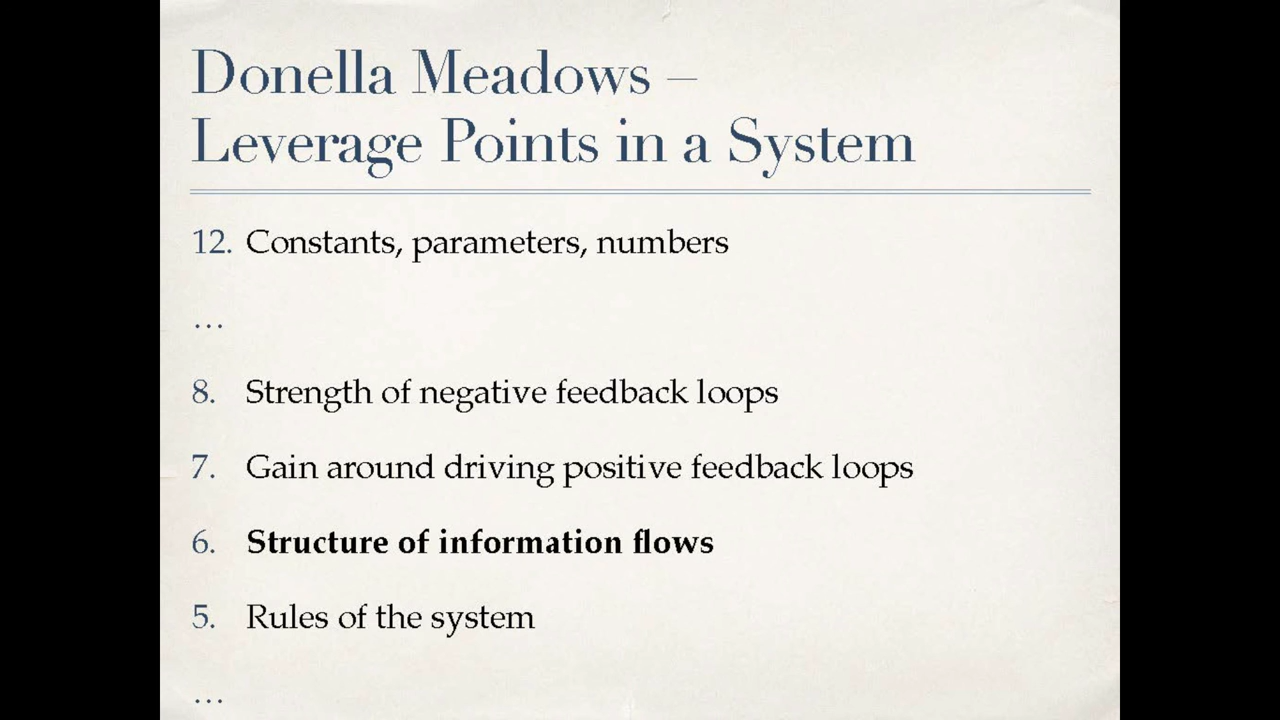 Donella Meadows –
Leverage Points in a System
12. Constants, parameters, numbers
…
8. Strength of negative feedback loops
7. Gain around driving positive feedback loops
6. Structure of information flows
5. Rules of the system
…